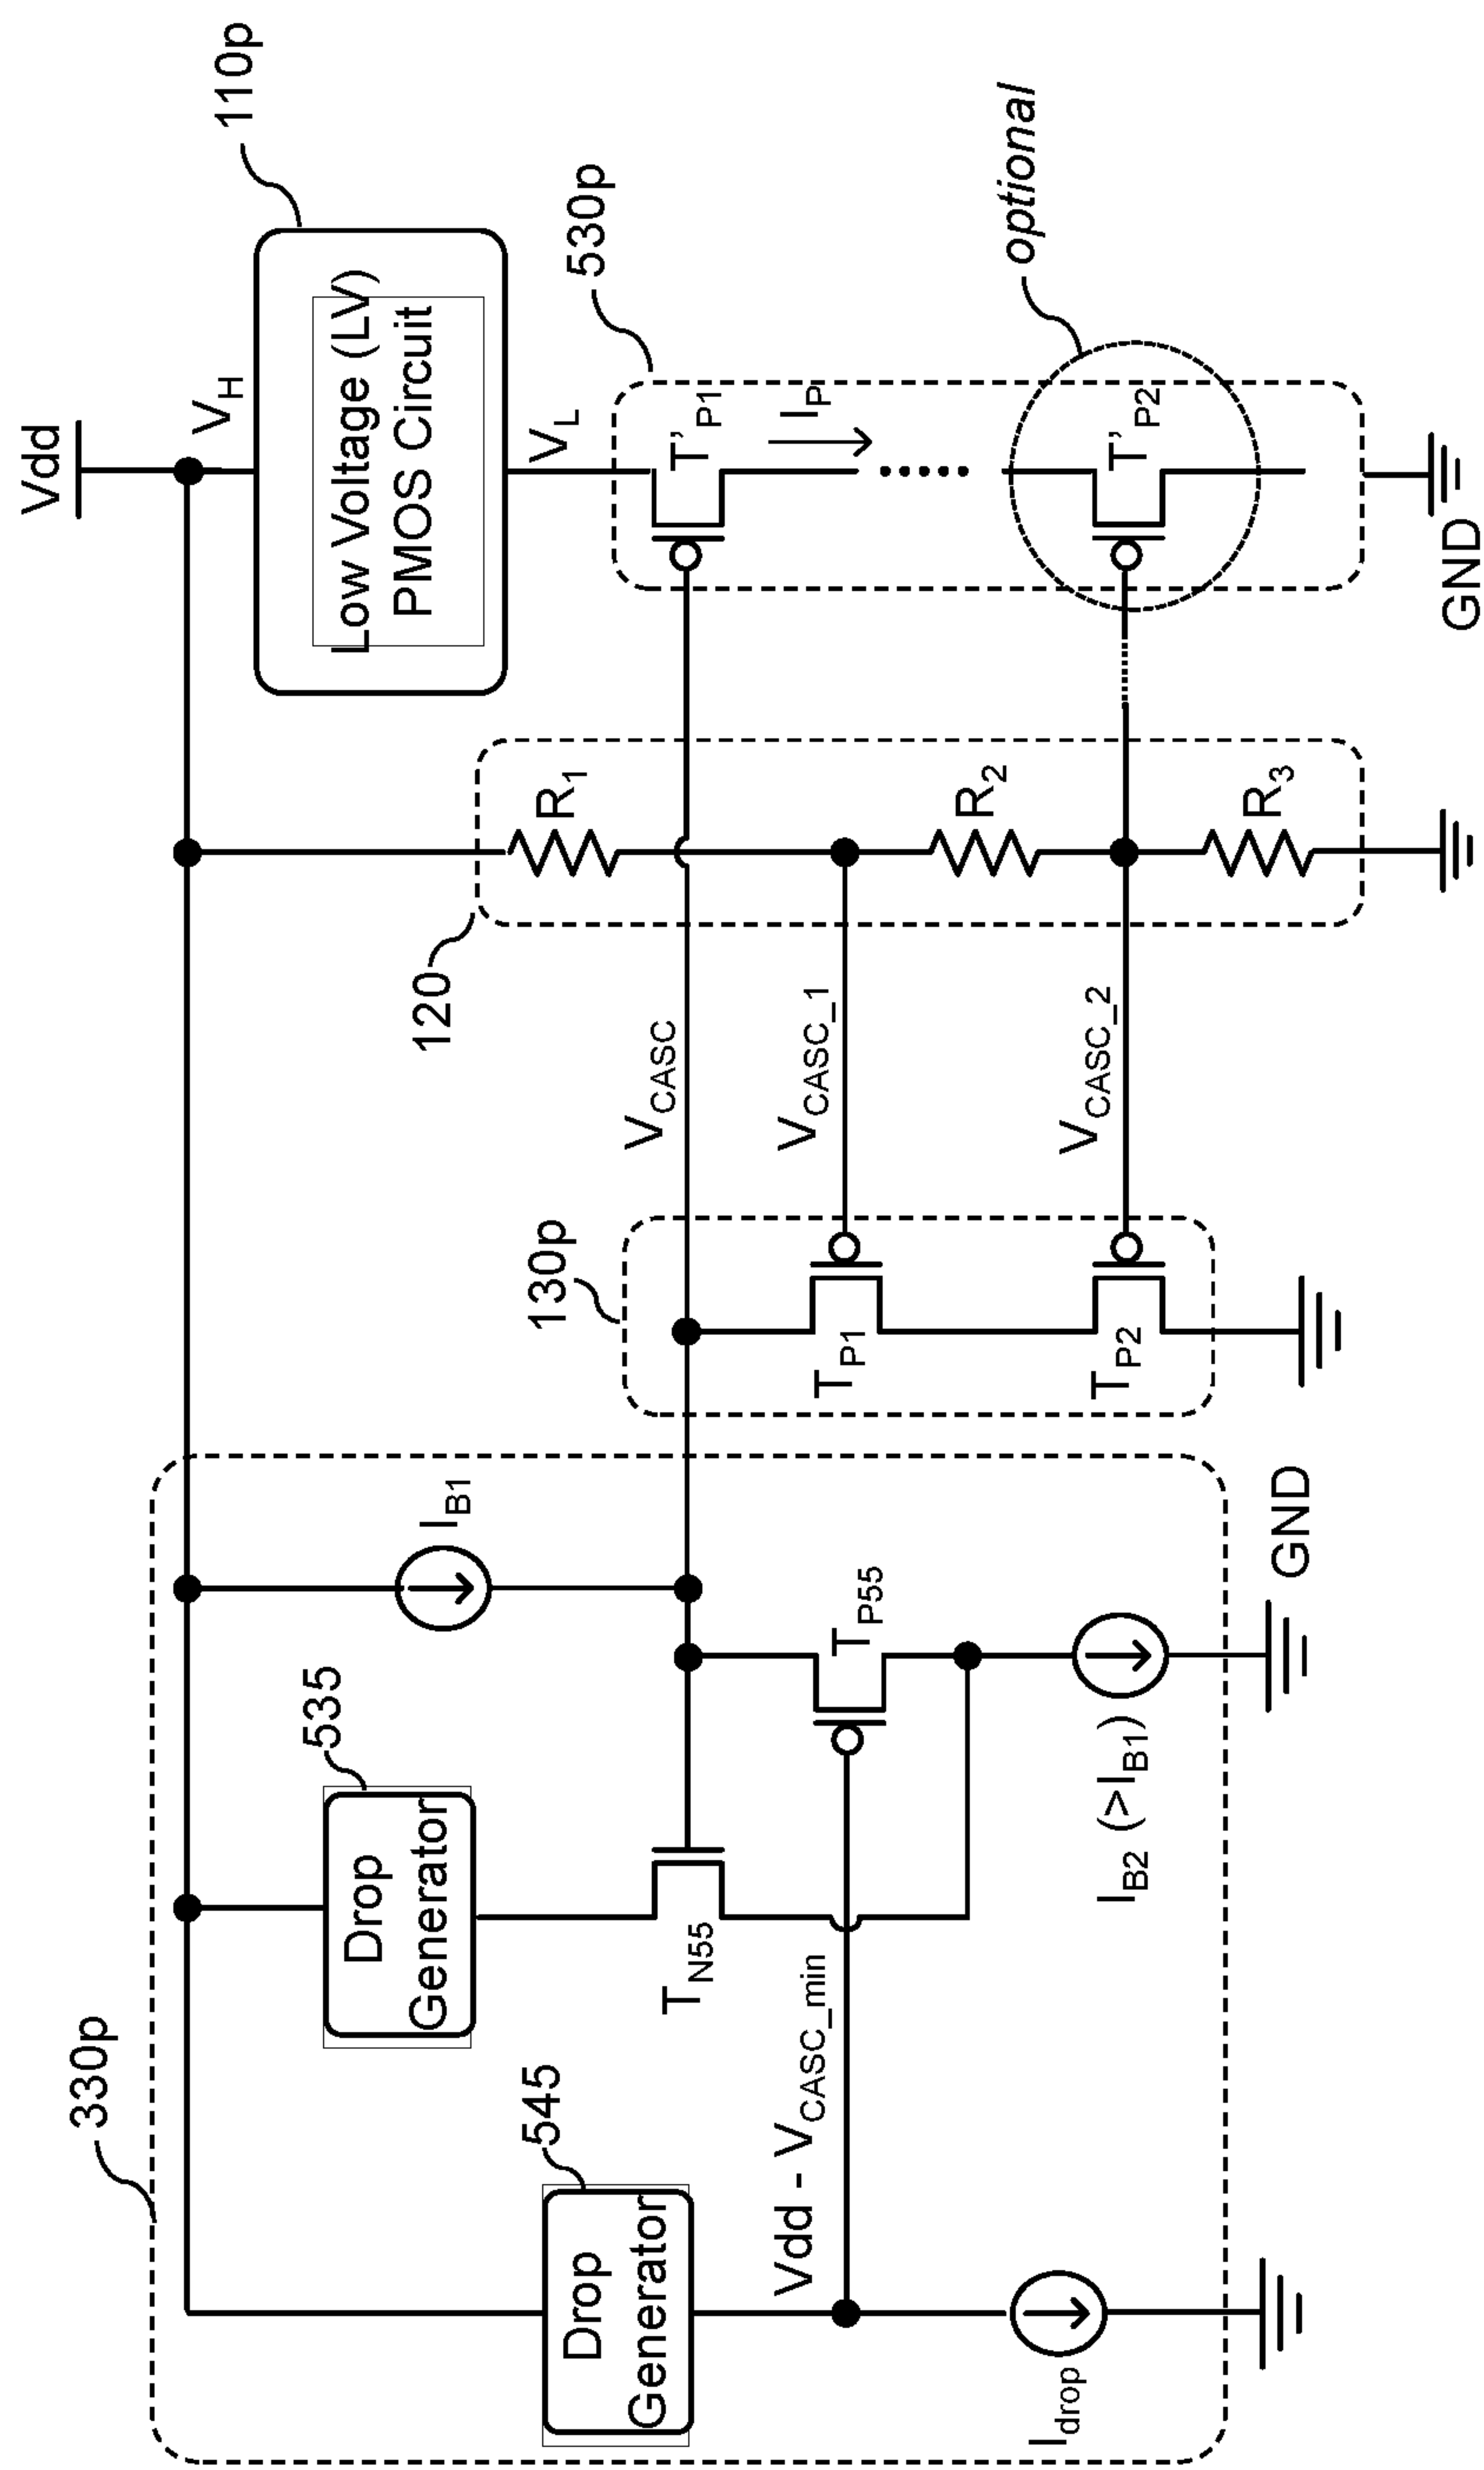 330p
Drop
Generator
545
Drop
Generator
535
Vdd - V_CASC_min
I_drop
T_N55
I_B1
T_P55
I_B2 (>I_B1)
GND
130p
T_P1
T_P2
V_CASC
V_CASC_1
V_CASC_2
120
R_1
R_2
R_3
Vdd
V_H
110p
Low Voltage (LV)
PMOS Circuit
V_L
530p
T’_P1
I_P
optional
T’_P2
GND